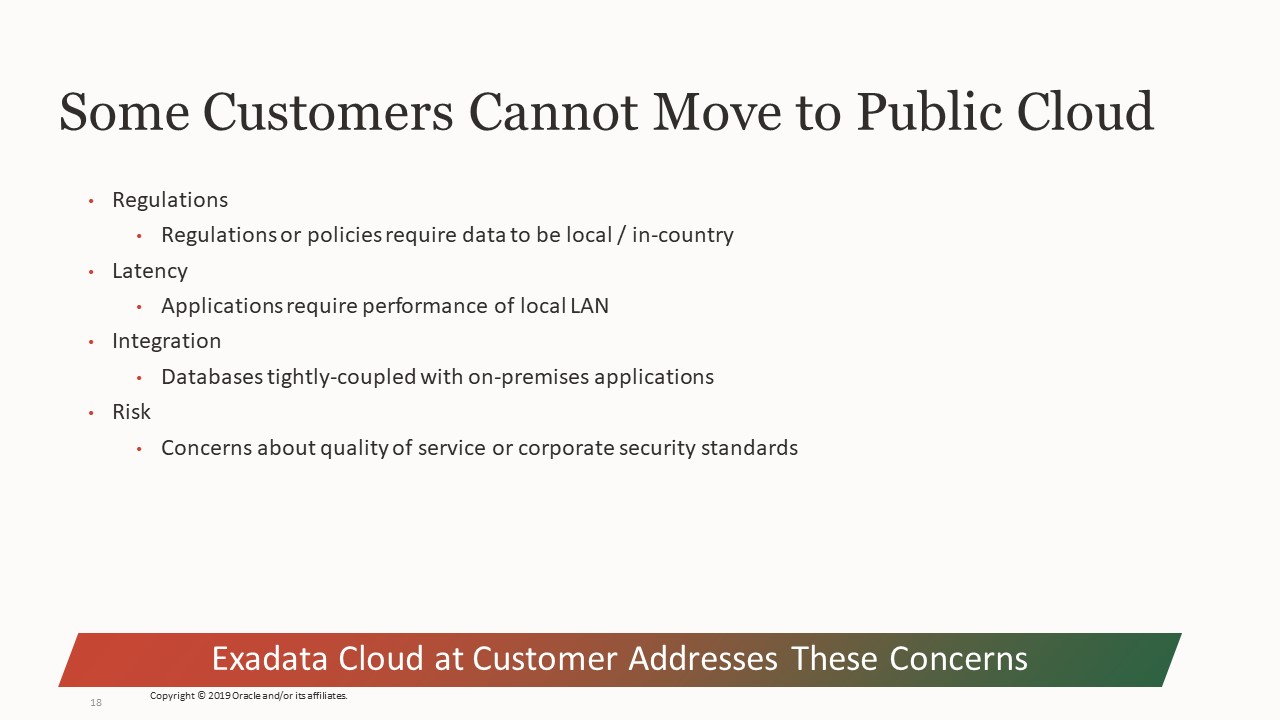 Some Customers Cannot Move to Public Cloud
• Regulations
• Regulations or policies require data to be local / in-country
• Latency
• Applications require performance of local LAN
• Integration
• Databases tightly-coupled with on-premises applications
• Risk
• Concerns about quality of service or corporate security standards
Exadata Cloud at Customer Addresses These Concerns
Copyright © 2019 Oracle and/or its affiliates.
18